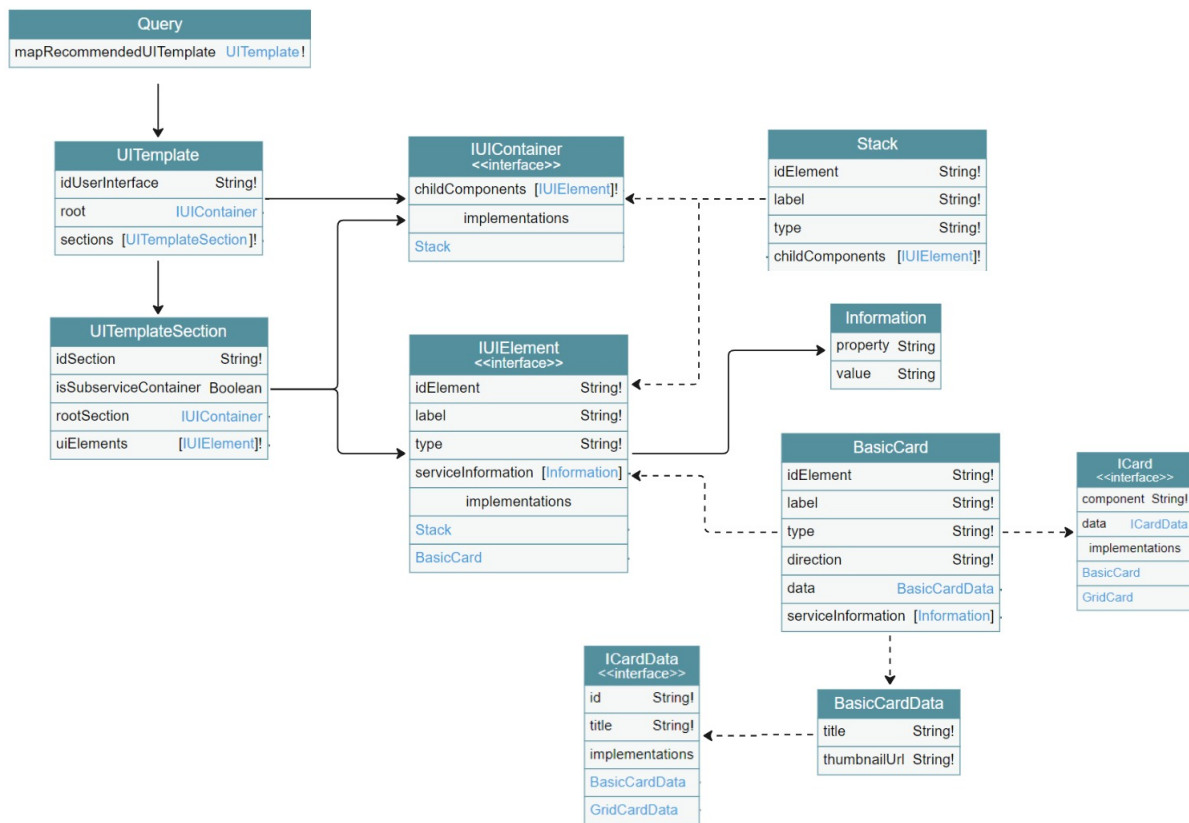 Query
mapRecommendedUITemplate UITemplate!
UITemplate
idUserInterface String!
root IUIContainer
sections [UITemplateSection]!
IUIContainer
<<interface>>
childComponents [IUIElement]!
implementations
Stack
Stack
idElement String!
label String!
type String!
childComponents [IUIElement]!
UITemplateSection
idSection String!
isSubserviceContainer Boolean
rootSection IUIContainer
uiElements [IUIElement]!
IUIElement
<<interface>>
idElement String!
label String!
type String!
serviceInformation [Information]
implementations
Stack
BasicCard
Information
property String
value String
BasicCard
idElement String!
label String!
type String!
direction String!
data BasicCardData
serviceInformation [Information]
ICard
<<interface>>
component String!
data ICardData
implementations
BasicCard
GridCard
ICardData
<<interface>>
id String!
title String!
implementations
BasicCardData
GridCardData
BasicCardData
title String!
thumbnailUrl String!